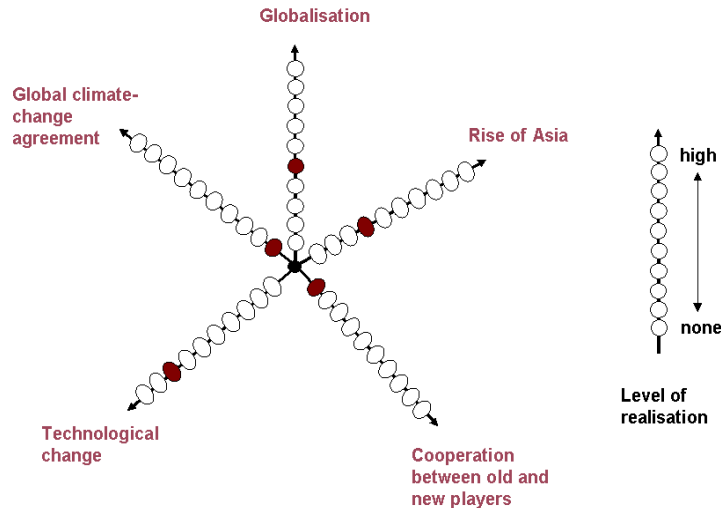 Globalisation
Global climate-
change
agreement
Rise of Asia
high
none
Level of
realisation
Technological
change
Cooperation
between old and
new players